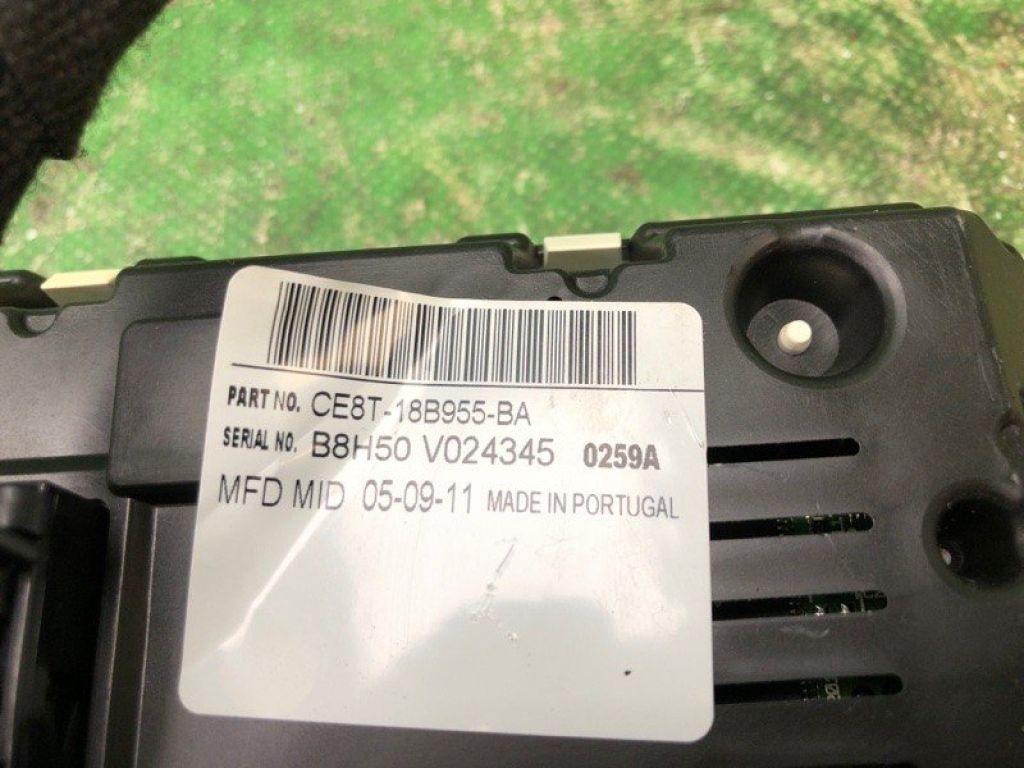 PART NO. CE8T-18B955-BA
SERIAL NO. B8H50 V024345 0259A
MFD MID 05-09-11 MADE IN PORTUGAL